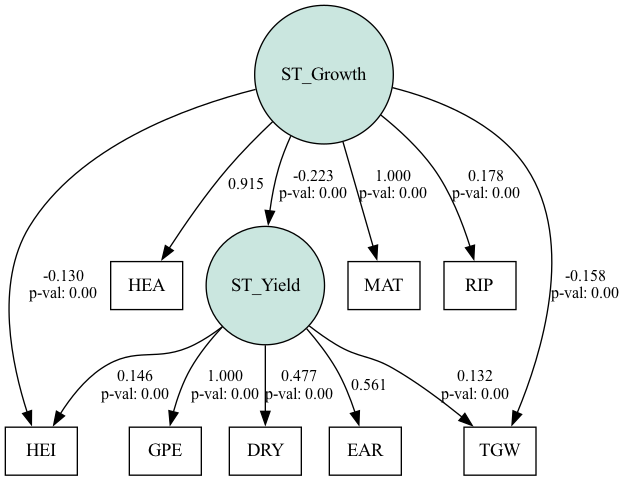 ST_Growth
0.915
-0.223
p-val: 0.00
1.000
p-val: 0.00
0.178
p-val: 0.00
-0.130
p-val: 0.00
HEA
ST_Yield
MAT
RIP
-0.158
p-val: 0.00
0.146
p-val: 0.00
1.000
p-val: 0.00
0.477
p-val: 0.00
0.561
0.132
p-val: 0.00
HEI
GPE
DRY
EAR
TGW